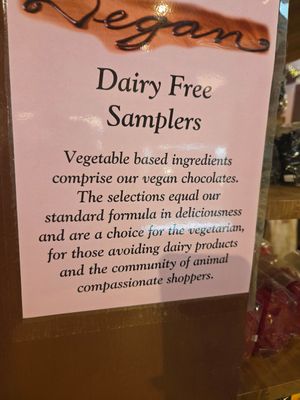 Vegan
Dairy Free
Samplers
Vegetable based ingredients
comprise our vegan chocolates.
The selections equal our
standard formula in deliciousness
and are a choice for the vegetarian,
for those avoiding dairy products
and the community of animal
compassionate shoppers.